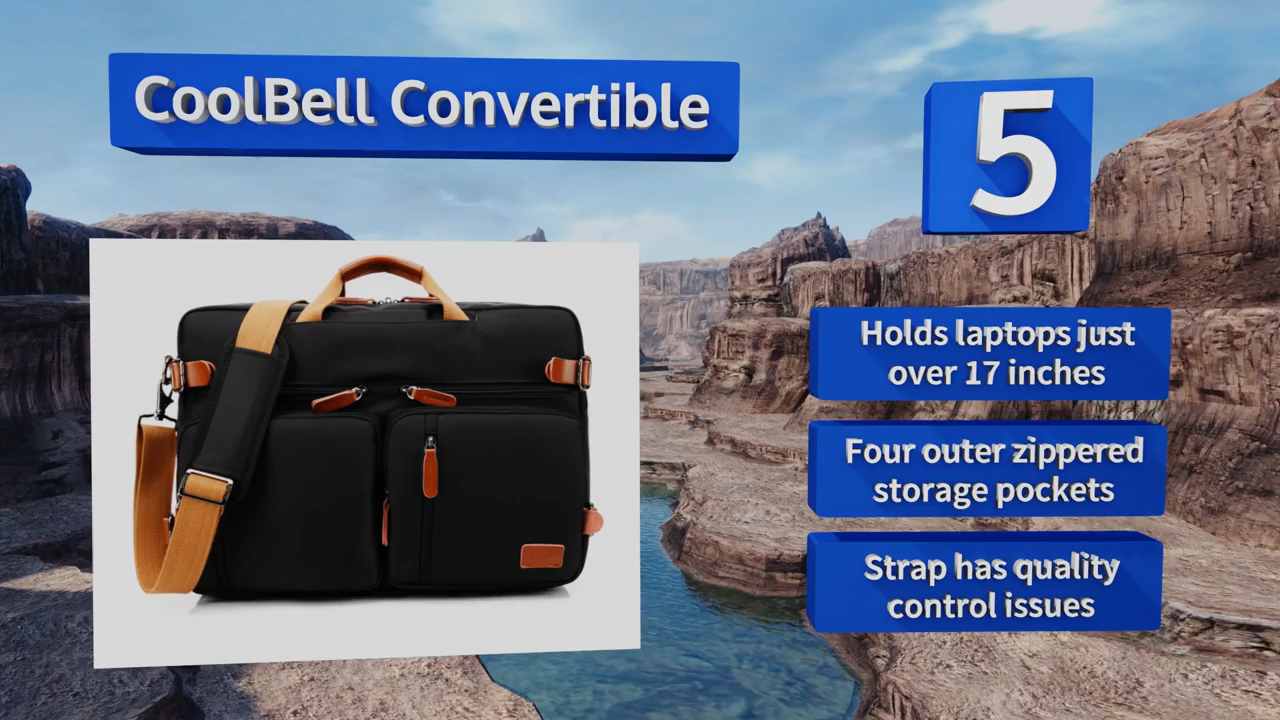 CoolBell Convertible
5
Holds laptops just
over 17 inches
Four outer zippered
storage pockets
Strap has quality
control issues